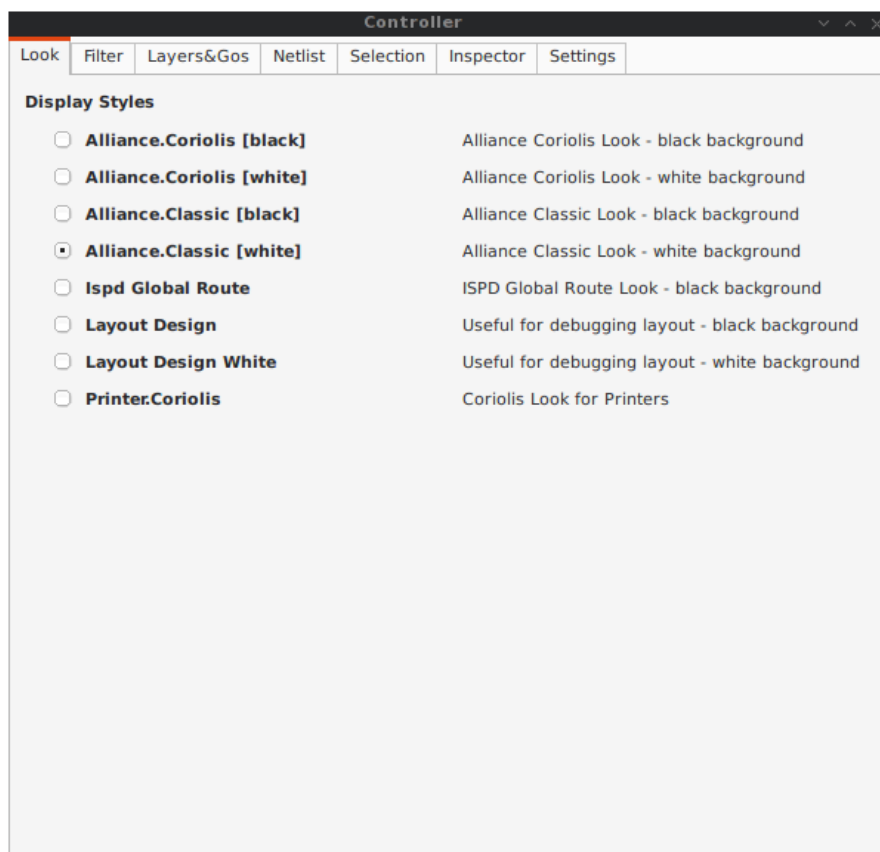 Controller
Look Filter Layers&Gos Netlist Selection Inspector Settings
Display Styles
Alliance.Coriolis [black] Alliance Coriolis Look - black background
Alliance.Coriolis [white] Alliance Coriolis Look - white background
Alliance.Classic [black] Alliance Classic Look - black background
Alliance.Classic [white] Alliance Classic Look - white background
Ispd Global Route ISPD Global Route Look - black background
Layout Design Useful for debugging layout - black background
Layout Design White Useful for debugging layout - white background
Printer.Coriolis Coriolis Look for Printers